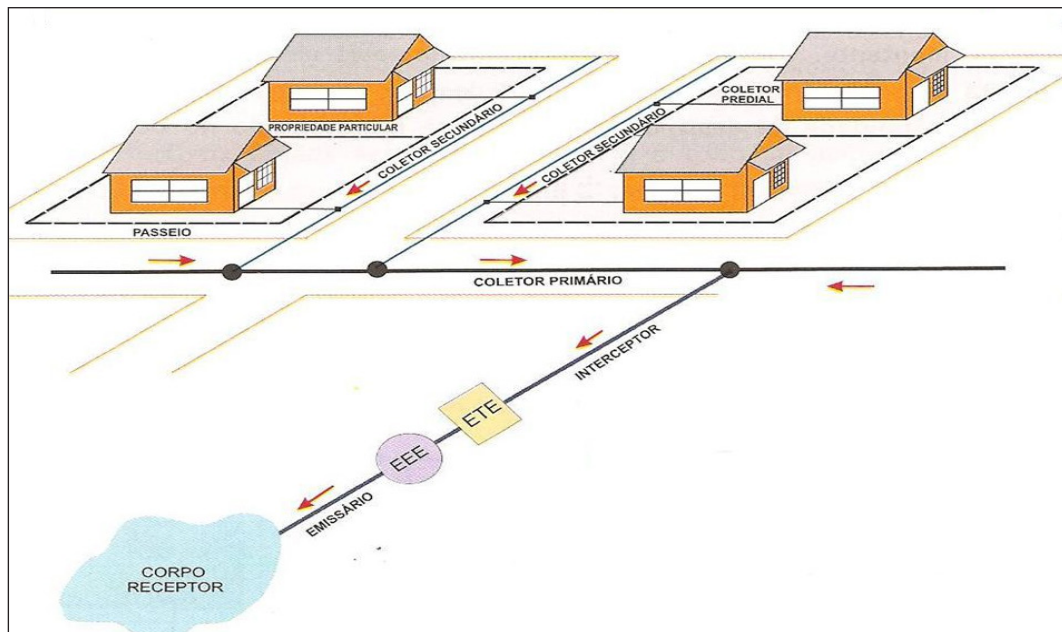 COLETOR
PREDIAL
PROPRIEDADE PARTICULAR
COLETOR SECUNDÁRIO
COLETOR SECUNDÁRIO
PASSEIO
COLETOR PRIMÁRIO
INTERCEPTOR
ETE
EEE
EMISSÁRIO
CORPO
RECEPTOR